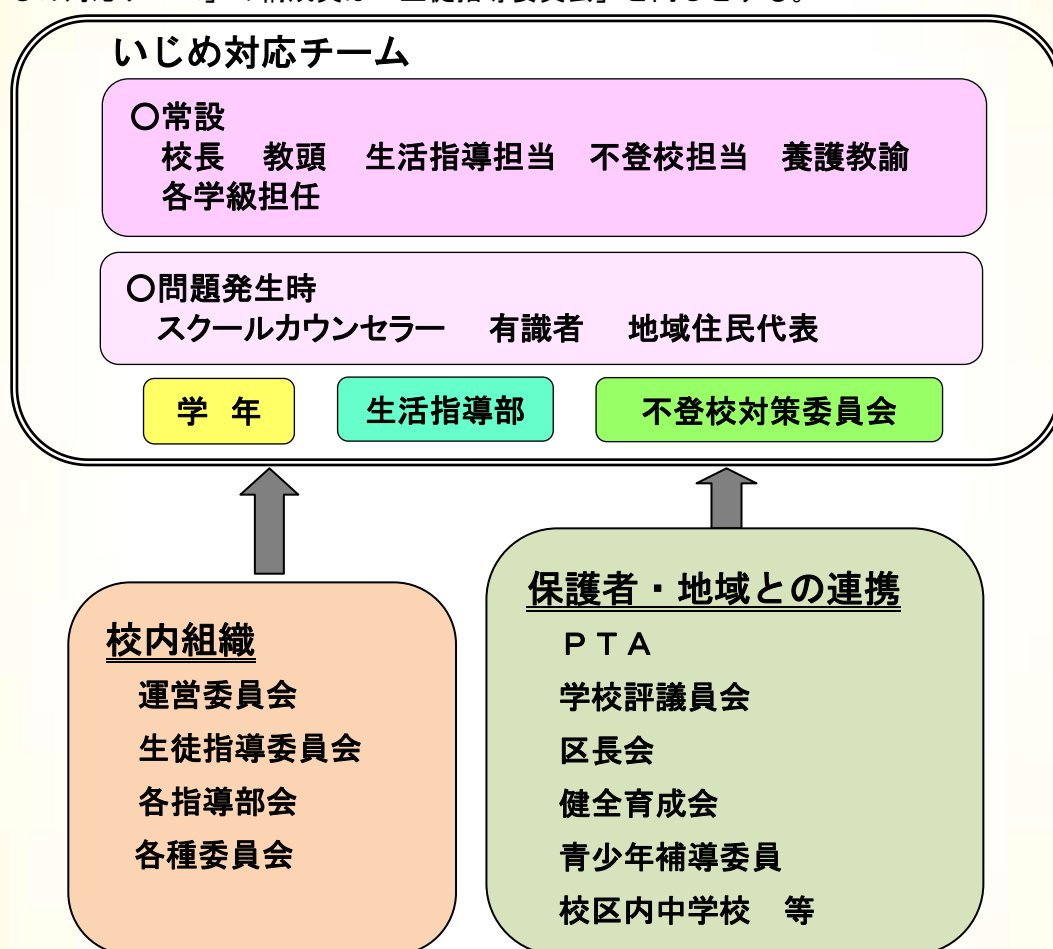 いじめ対応チーム
〇常設
校長 教頭 生活指導担当 不登校担当 養護教諭
各学級担任
〇問題発生時
スクールカウンセラー 有識者 地域住民代表
学 年 生活指導部 不登校対策委員会
校内組織
運営委員会
生徒指導委員会
各指導部会
各種委員会
保護者・地域との連携
ＰＴＡ
学校評議員会
区長会
健全育成会
青少年補導委員
校区内中学校 等